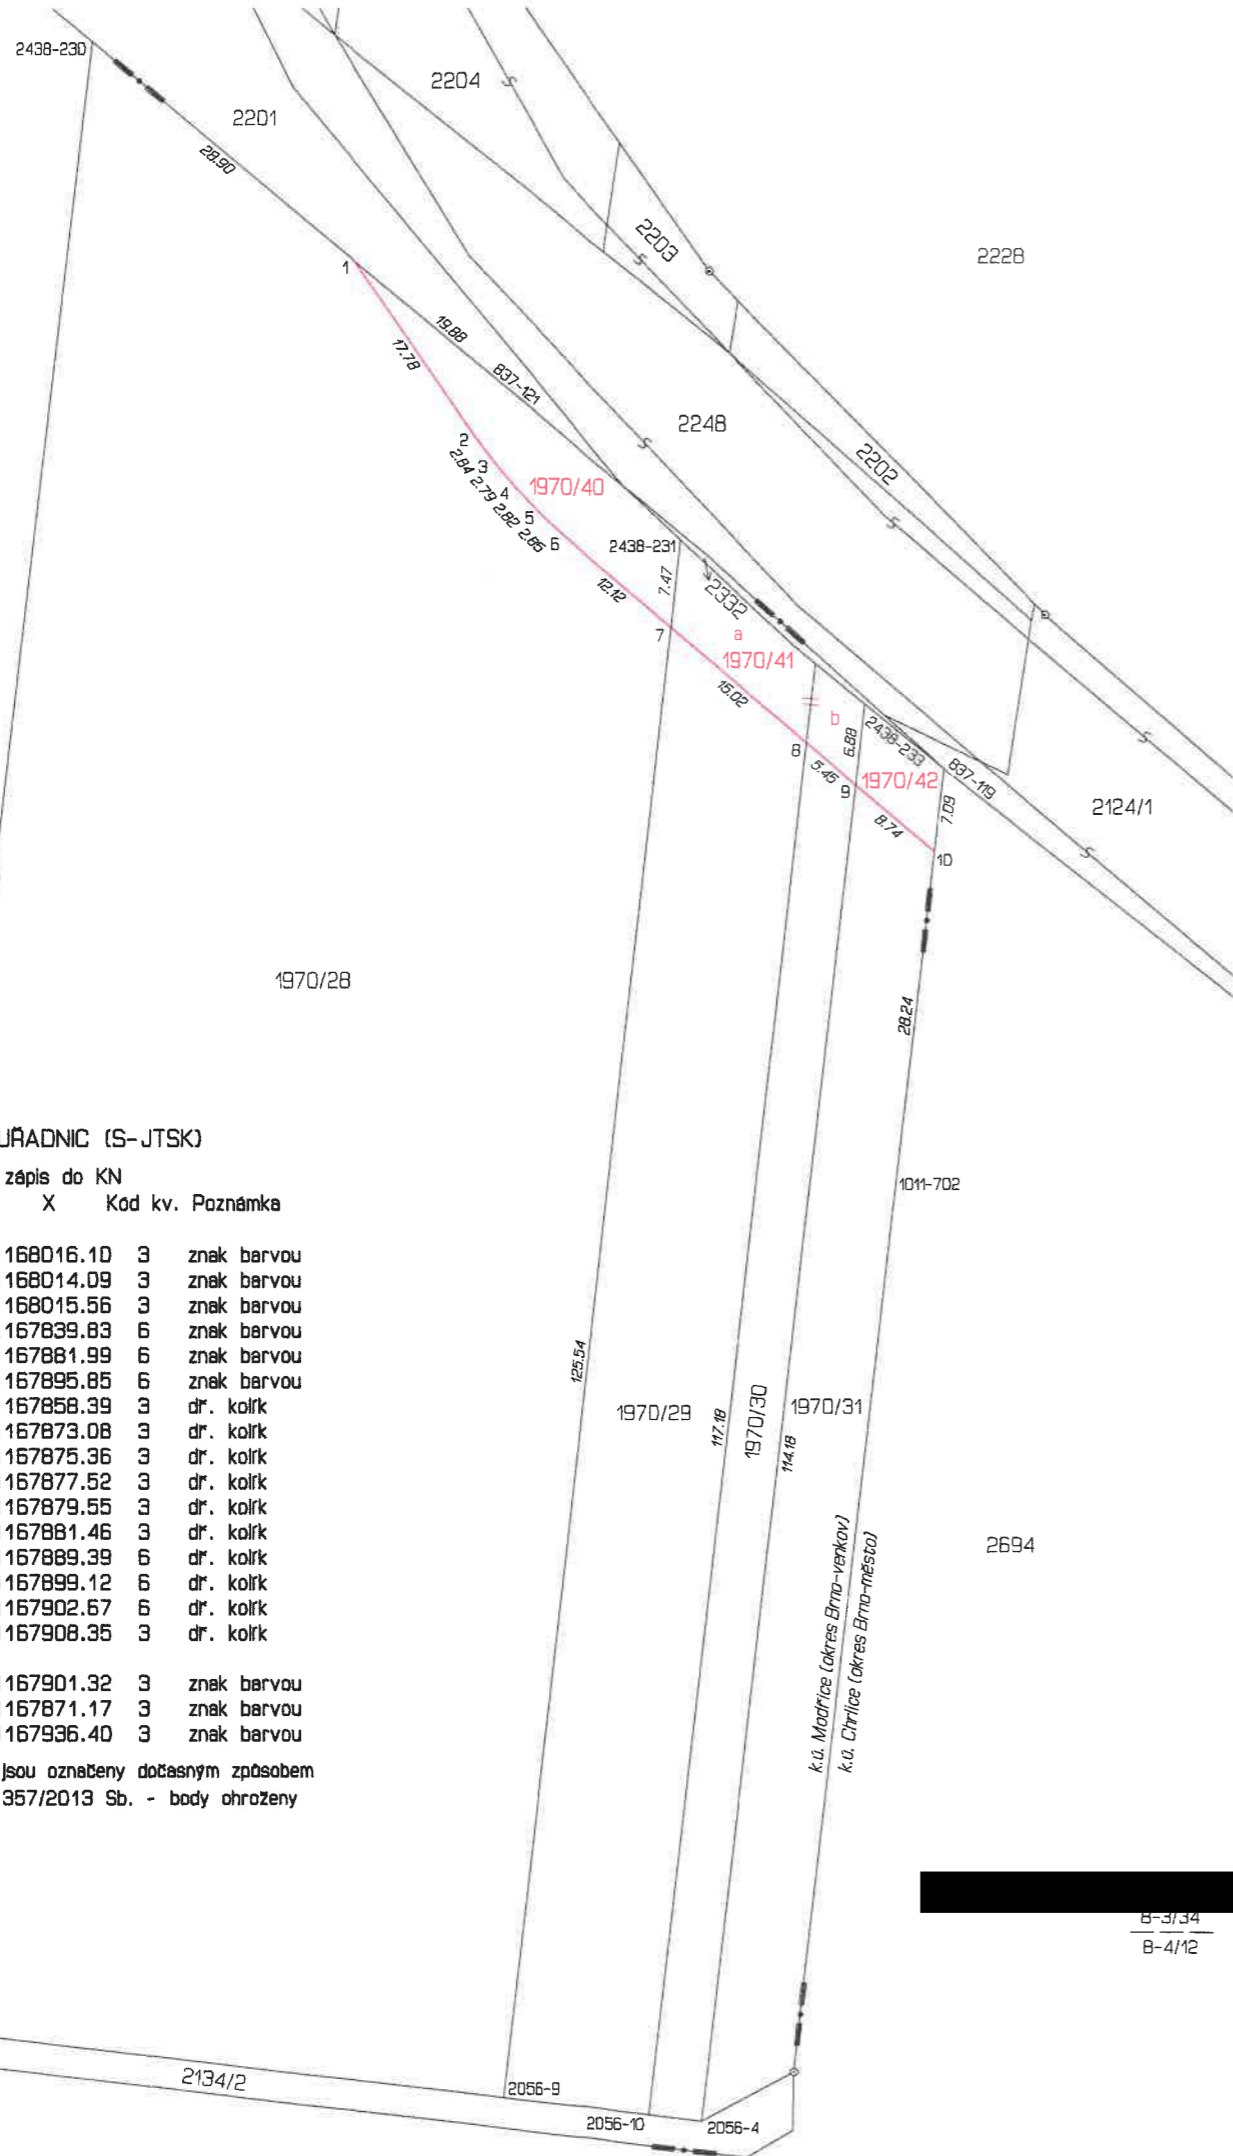 2438-230
2204
2201
28.90
2203
2228
1
19.88
17.78
837-121
2248
2202
2
3
4
5
6
2.84
2.79
2.82
2.85
1970/40
2438-231
7.47
12.12
2332
7
a
1970/41
15.02
b
6.88
2438-233
8
5.45
9
1970/42
837-119
7.09
8.74
2124/1
10
1970/28
28.24
UŘADNIC (S-JTSK)
zápis do KN
X Kód kv. Poznámka
1011-702
168016.10 3 znak barvou
168014.09 3 znak barvou
168015.56 3 znak barvou
167839.83 6 znak barvou
167881.99 6 znak barvou
167895.85 6 znak barvou
167858.39 3 dř. kolík
167873.08 3 dř. kolík
167875.36 3 dř. kolík
167877.52 3 dř. kolík
167879.55 3 dř. kolík
167881.46 3 dř. kolík
167889.39 6 dř. kolík
167899.12 6 dř. kolík
167902.67 6 dř. kolík
167908.35 3 dř. kolík
167901.32 3 znak barvou
167871.17 3 znak barvou
167936.40 3 znak barvou
jsou označeny dočasným způsobem
357/2013 Sb. - body ohroženy
125.54
1970/29
117.18
1970/30
1970/31
114.18
2694
k.ú. Modřice (okres Brno-venkov)
k.ú. Chrlice (okres Brno-město)
8-3/34
8-4/12
2134/2
2056-9
2056-10
2056-4